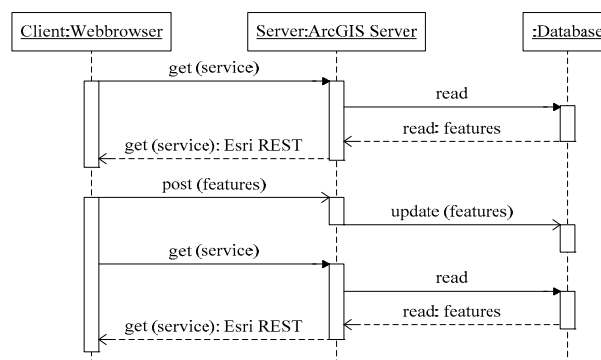 Client:Webbrowser
Server:ArcGIS Server
:Database
get (service)
read
read: features
get (service): Esri REST
post (features)
update (features)
get (service)
read
read: features
get (service): Esri REST